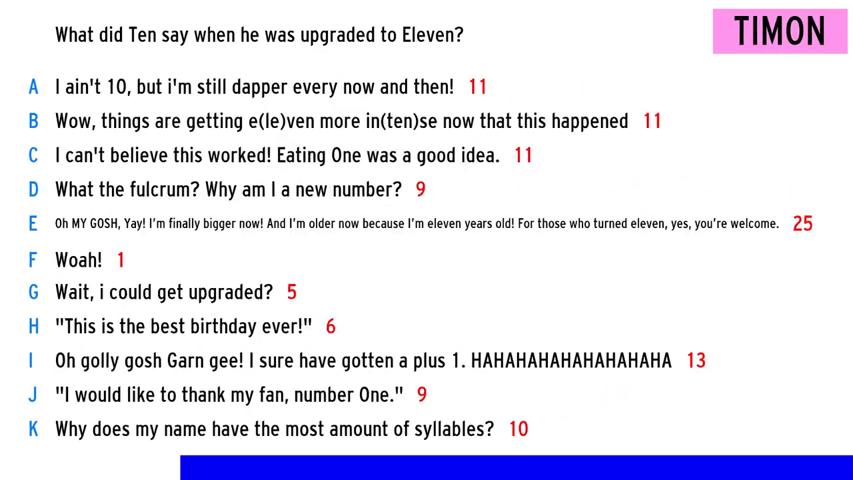 What did Ten say when he was upgraded to Eleven?
TIMON
A I ain't 10, but i'm still dapper every now and then! 11
B Wow, things are getting e(le)ven more in(ten)se now that this happened 11
C I can't believe this worked! Eating One was a good idea. 11
D What the fulcrum? Why am I a new number? 9
E Oh MY GOSH, Yay! I'm finally bigger now! And I'm older now because I'm eleven years old! For those who turned eleven, yes, you're welcome. 25
F Woah! 1
G Wait, i could get upgraded? 5
H "This is the best birthday ever!" 6
I Oh golly gosh Garn gee! I sure have gotten a plus 1. HAHAHAHAHAHAHAHAHA 13
J "I would like to thank my fan, number One." 9
K Why does my name have the most amount of syllables? 10